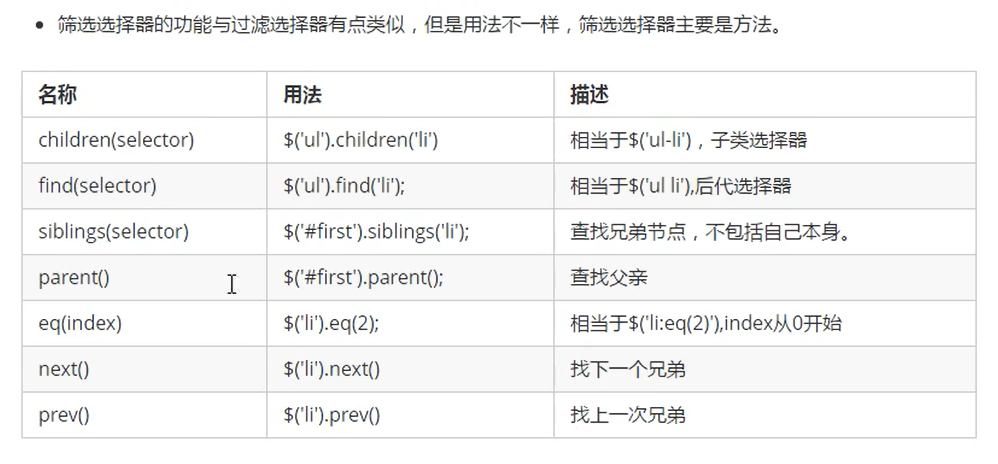 筛选选择器的功能与过滤选择器有点类似，但是用法不一样，筛选选择器主要是方法。
名称 用法 描述
children(selector) $('ul').children('li') 相当于$('ul-li')，子类选择器
find(selector) $('ul').find('li'); 相当于$('ul li'),后代选择器
siblings(selector) $('#first').siblings('li'); 查找兄弟节点，不包括自己本身。
parent() $('#first').parent(); 查找父亲
eq(index) $('li').eq(2); 相当于$('li:eq(2)'),index从0开始
next() $('li').next() 找下一个兄弟
prev() $('li').prev() 找上一次兄弟